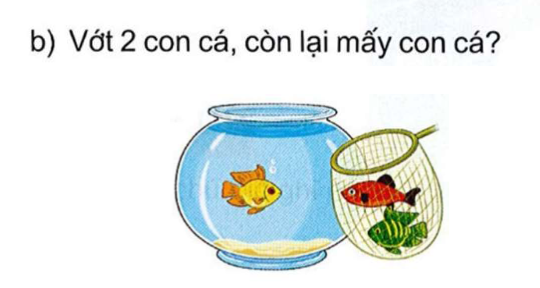 b) Vớt 2 con cá, còn lại mấy con cá?